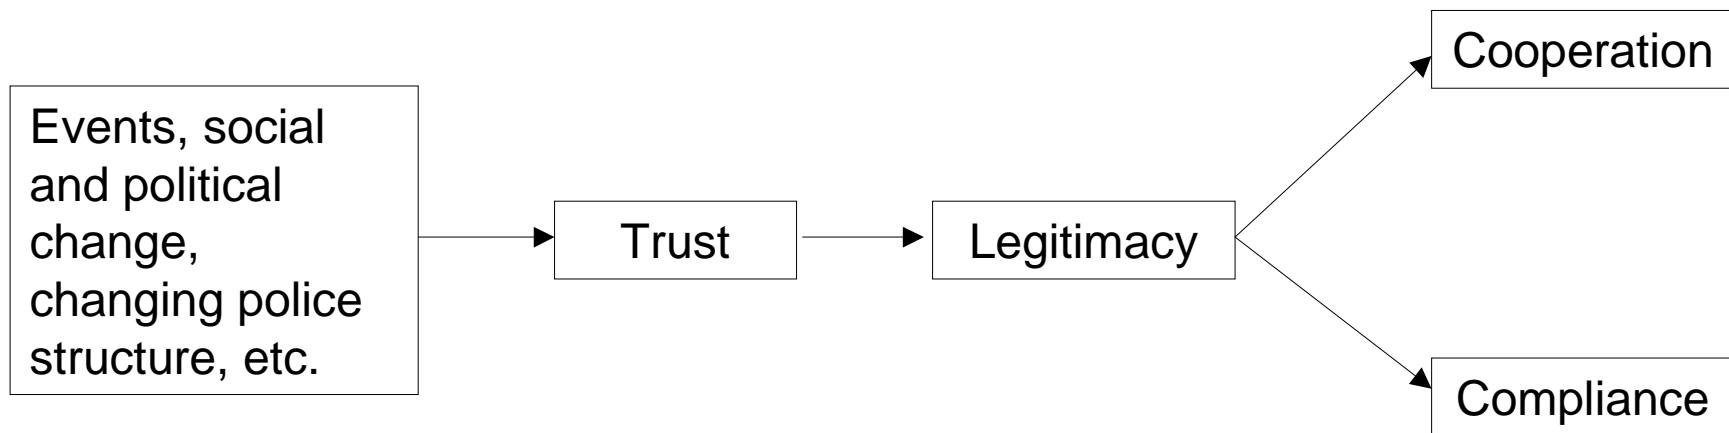 Events, social
and political
change,
changing police
structure, etc.
Trust
Legitimacy
Cooperation
Compliance